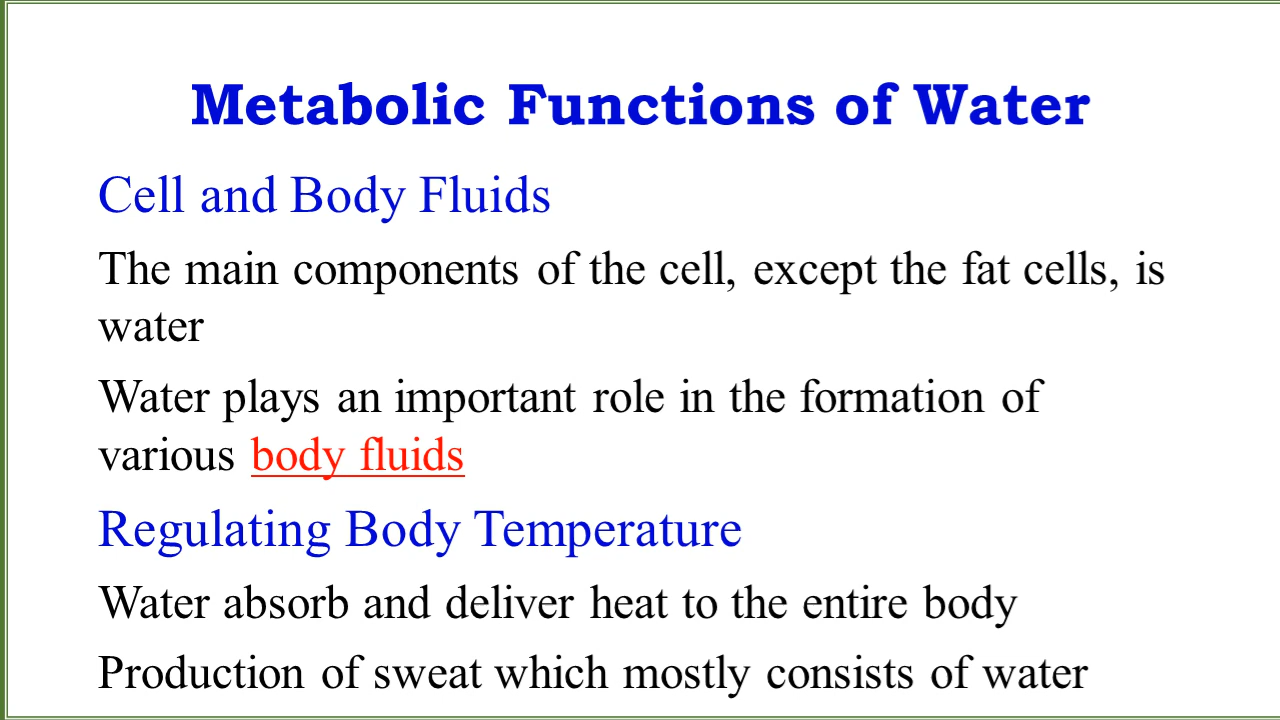 Metabolic Functions of Water
Cell and Body Fluids
The main components of the cell, except the fat cells, is
water
Water plays an important role in the formation of
various body fluids
Regulating Body Temperature
Water absorb and deliver heat to the entire body
Production of sweat which mostly consists of water